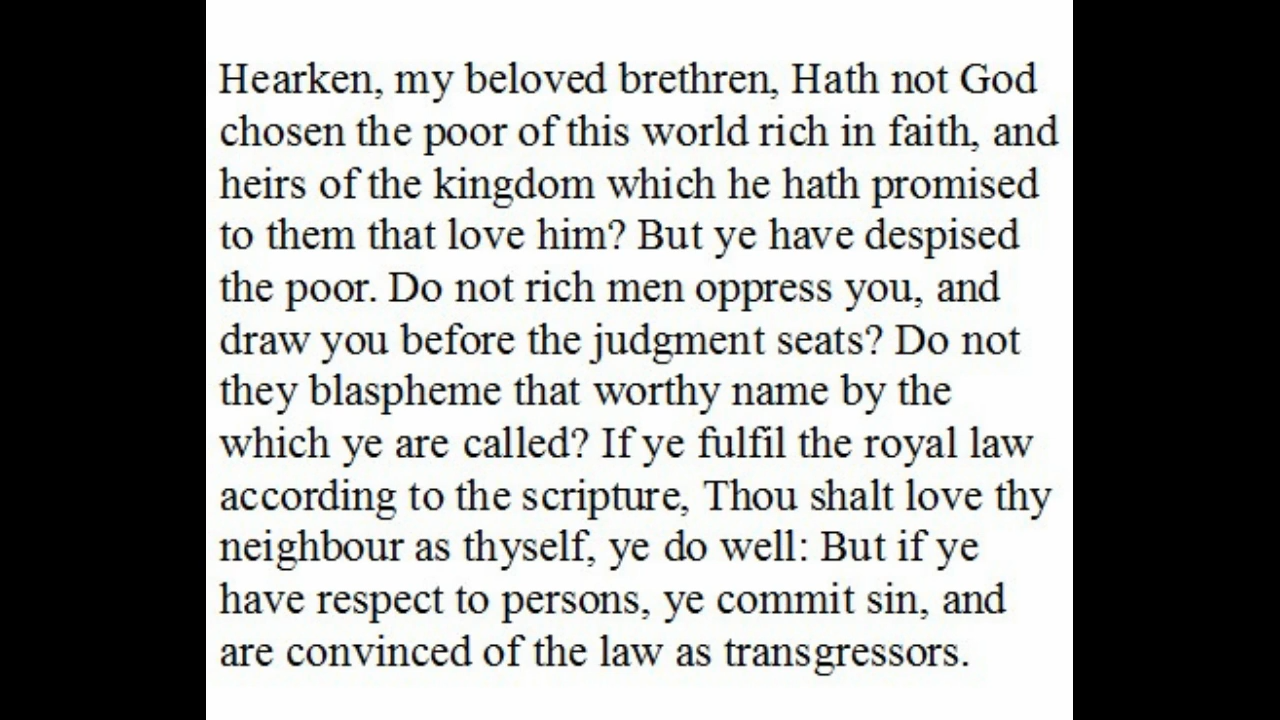 Hearken, my beloved brethren, Hath not God
chosen the poor of this world rich in faith, and
heirs of the kingdom which he hath promised
to them that love him? But ye have despised
the poor. Do not rich men oppress you, and
draw you before the judgment seats? Do not
they blaspheme that worthy name by the
which ye are called? If ye fulfil the royal law
according to the scripture, Thou shalt love thy
neighbour as thyself, ye do well: But if ye
have respect to persons, ye commit sin, and
are convinced of the law as transgressors.